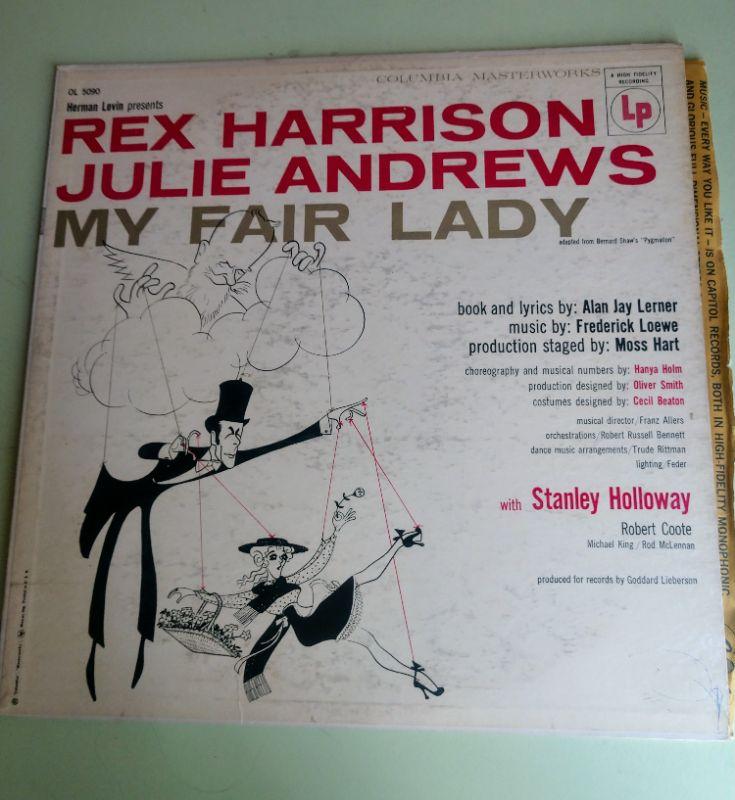 COLUMBIA MASTERWORKS
A HIGH FIDELITY
RECORDING
Lp
OL 5090
Herman Levin presents
REX HARRISON
JULIE ANDREWS
MY FAIR LADY
adapted from Bernard Shaw's "Pygmalion"
book and lyrics by: Alan Jay Lerner
music by: Frederick Loewe
production staged by: Moss Hart
choreography and musical numbers by: Hanya Holm
production designed by: Oliver Smith
costumes designed by: Cecil Beaton
musical director/Franz Allers
orchestrations/Robert Russell Bennett
dance music arrangements/Trude Rittman
lighting/Feder
with Stanley Holloway
Robert Coote
Michael King / Rod McLennan
produced for records by Goddard Lieberson
MUSIC – EVERY WAY YOU LIKE IT – IS ON CAPITOL RECORDS, BOTH IN HIGH-FIDELITY MONOPHONIC
AND GLORIOUS FULL DIMENSIONAL